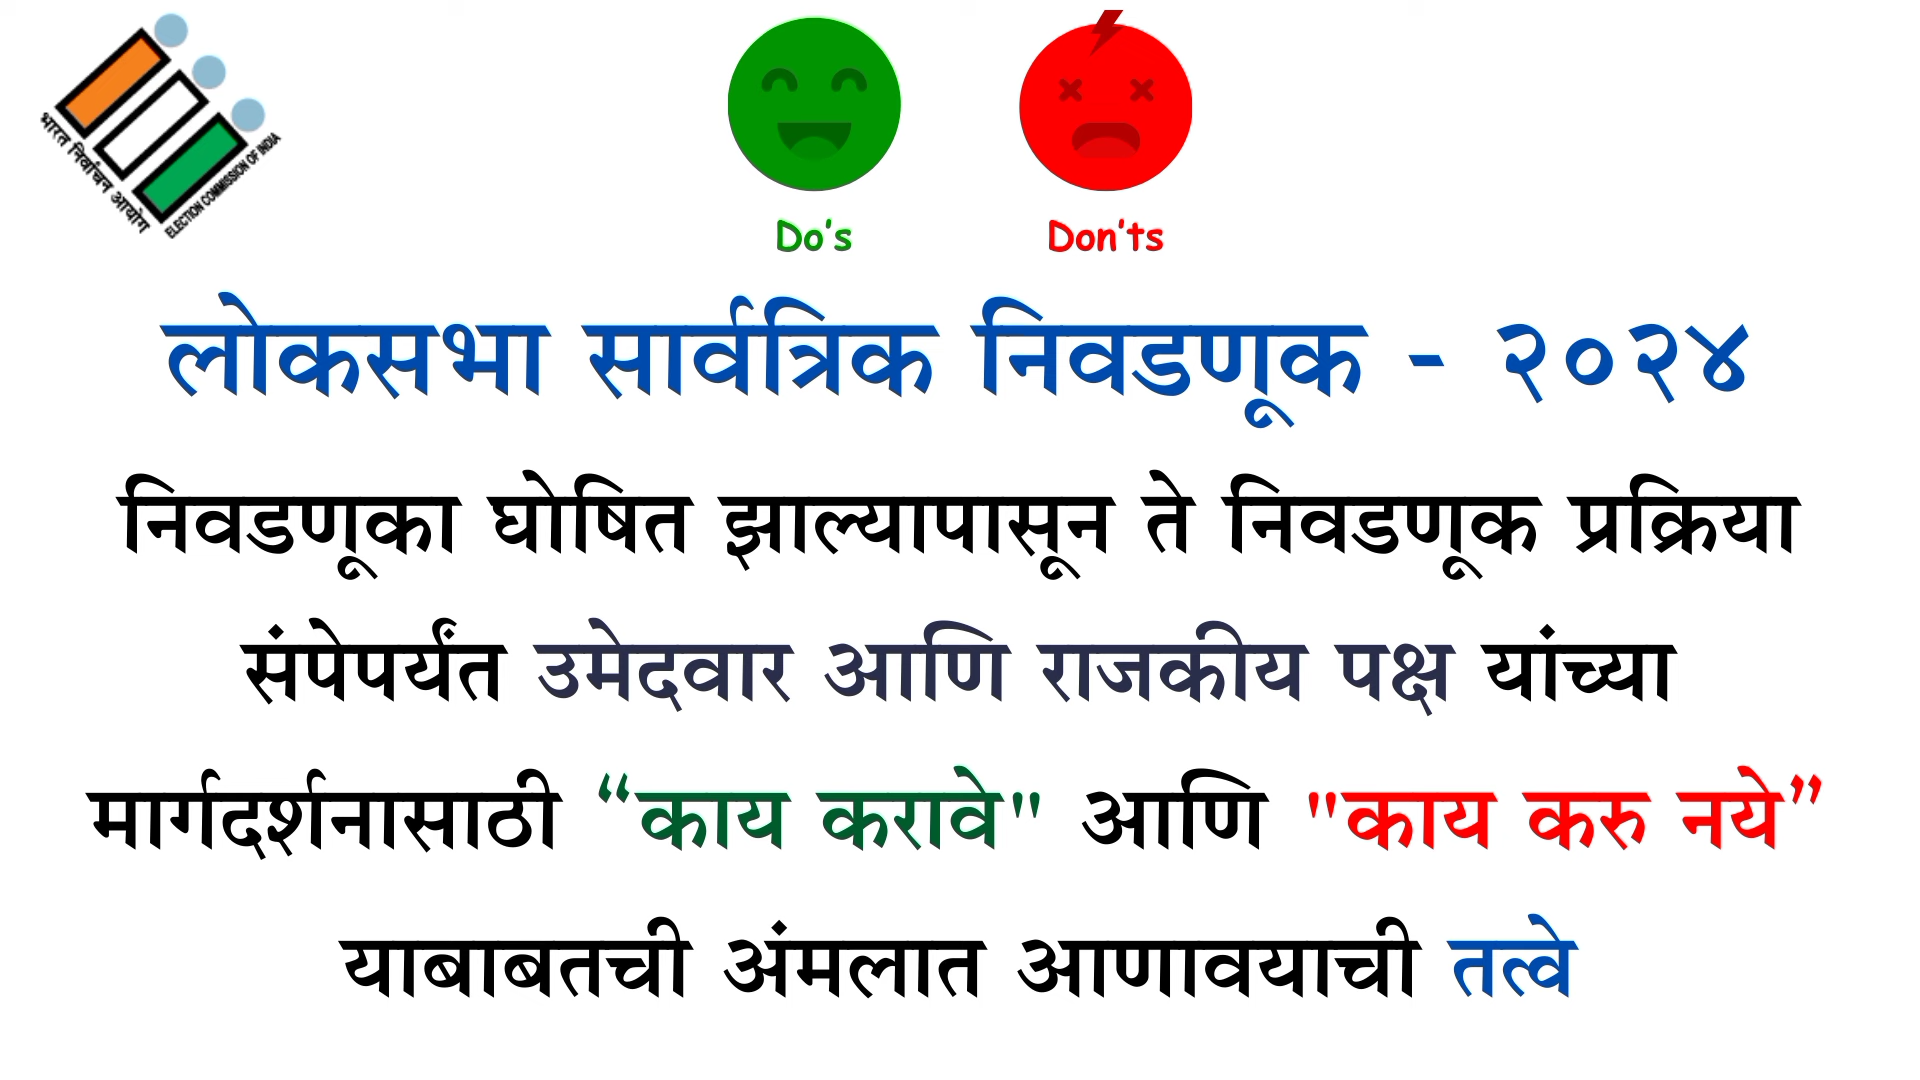 भारत निर्वाचन आयोग
ELECTION COMMISSION OF INDIA
Do's Don'ts
लोकसभा सार्वत्रिक निवडणूक - २०२४
निवडणूका घोषित झाल्यापासून ते निवडणूक प्रक्रिया
संपेपर्यंत उमेदवार आणि राजकीय पक्ष यांच्या
मार्गदर्शनासाठी “काय करावे" आणि "काय करु नये”
याबाबतची अंमलात आणावयाची तत्वे